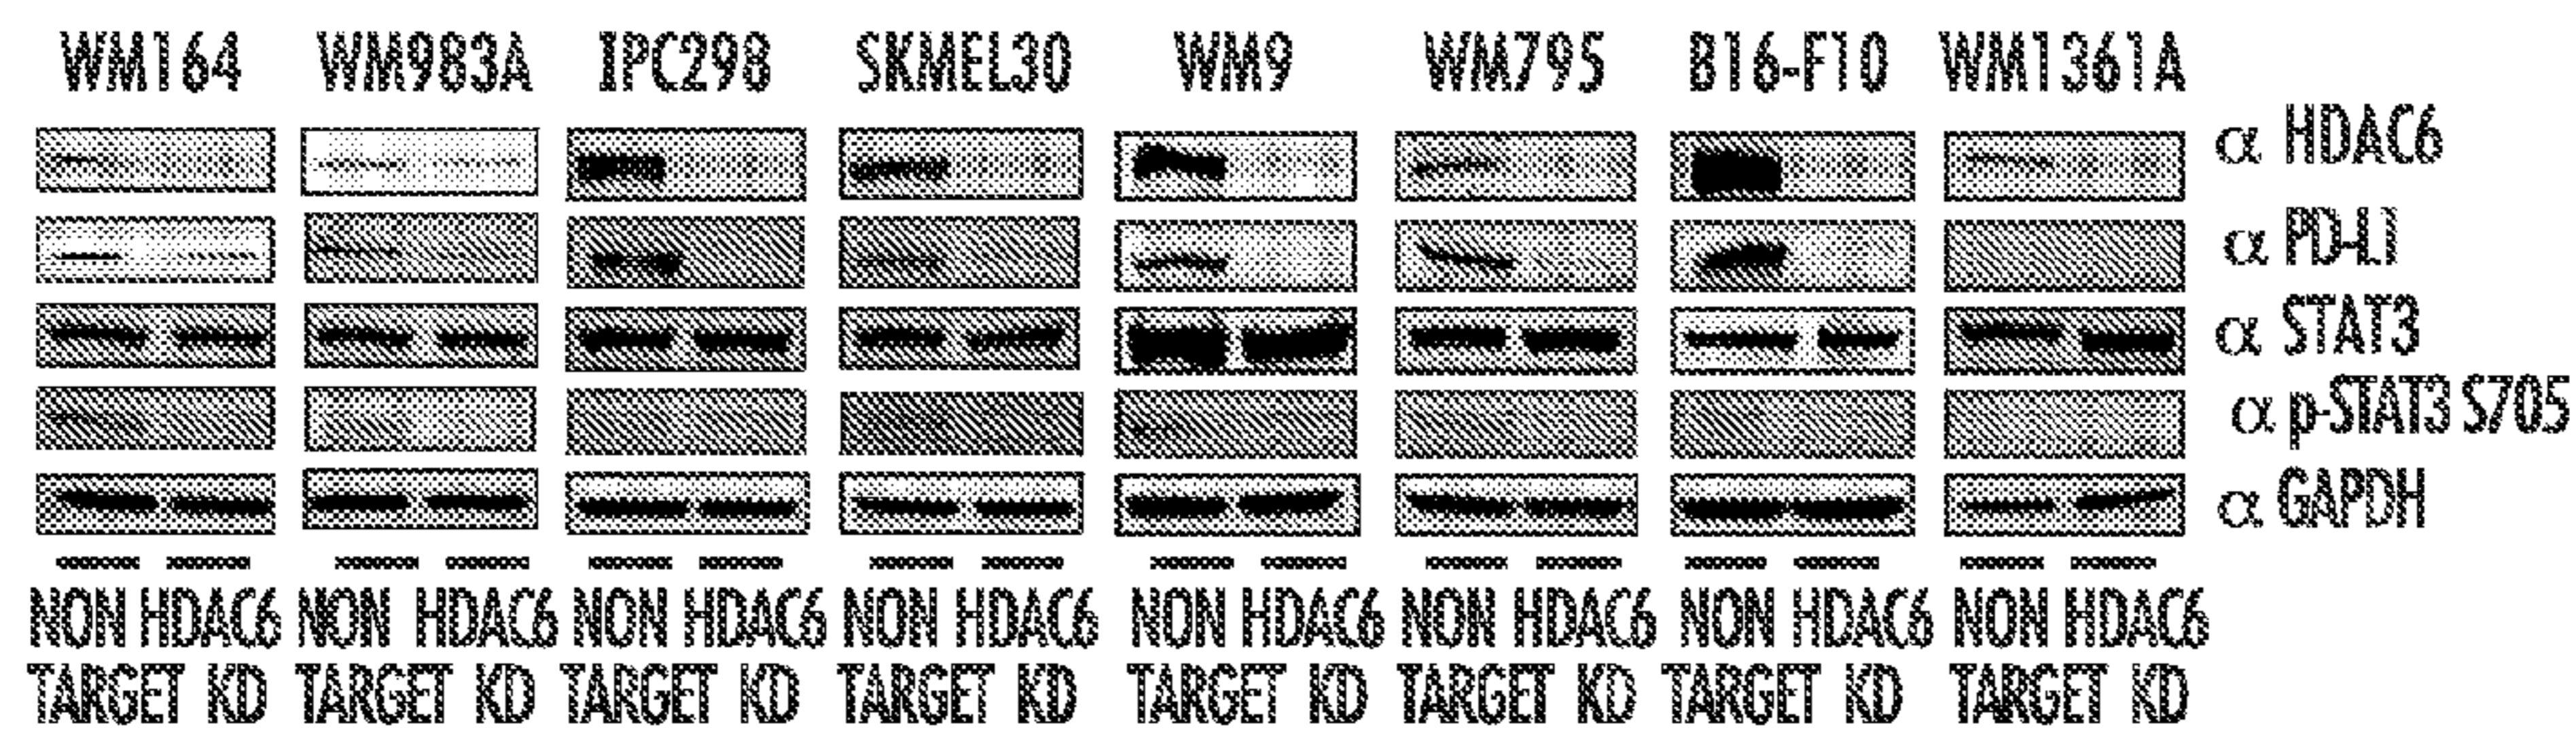 WM164 WM983A IPC298 SKMEL30 WM9 WM795 B16-F10 WM1361A
α HDAC6
α PD-L1
α STAT3
α p-STAT3 S705
α GAPDH
NON HDAC6 NON HDAC6 NON HDAC6 NON HDAC6 NON HDAC6 NON HDAC6 NON HDAC6 NON HDAC6
TARGET KD TARGET KD TARGET KD TARGET KD TARGET KD TARGET KD TARGET KD TARGET KD